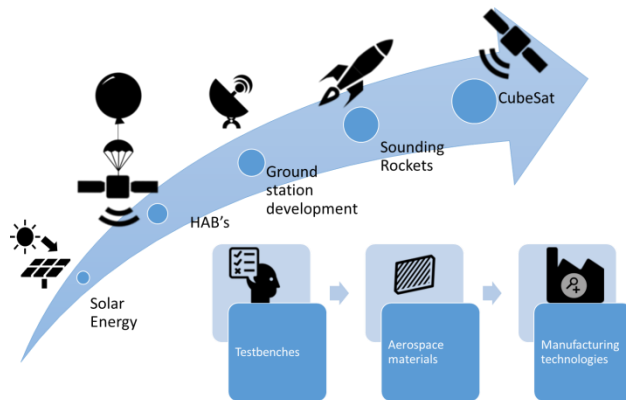 CubeSat
Sounding
Rockets
Ground
station
development
HAB's
Solar
Energy
Testbenches
Aerospace
materials
Manufacturing
technologies